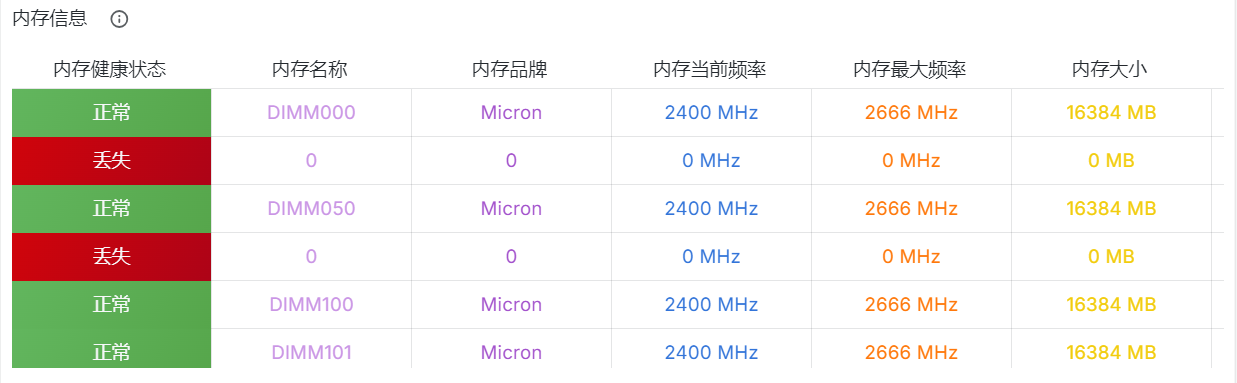 内存信息
内存健康状态 内存名称 内存品牌 内存当前频率 内存最大频率 内存大小
正常 DIMM000 Micron 2400 MHz 2666 MHz 16384 MB
丢失 0 0 0 MHz 0 MHz 0 MB
正常 DIMM050 Micron 2400 MHz 2666 MHz 16384 MB
丢失 0 0 0 MHz 0 MHz 0 MB
正常 DIMM100 Micron 2400 MHz 2666 MHz 16384 MB
正常 DIMM101 Micron 2400 MHz 2666 MHz 16384 MB